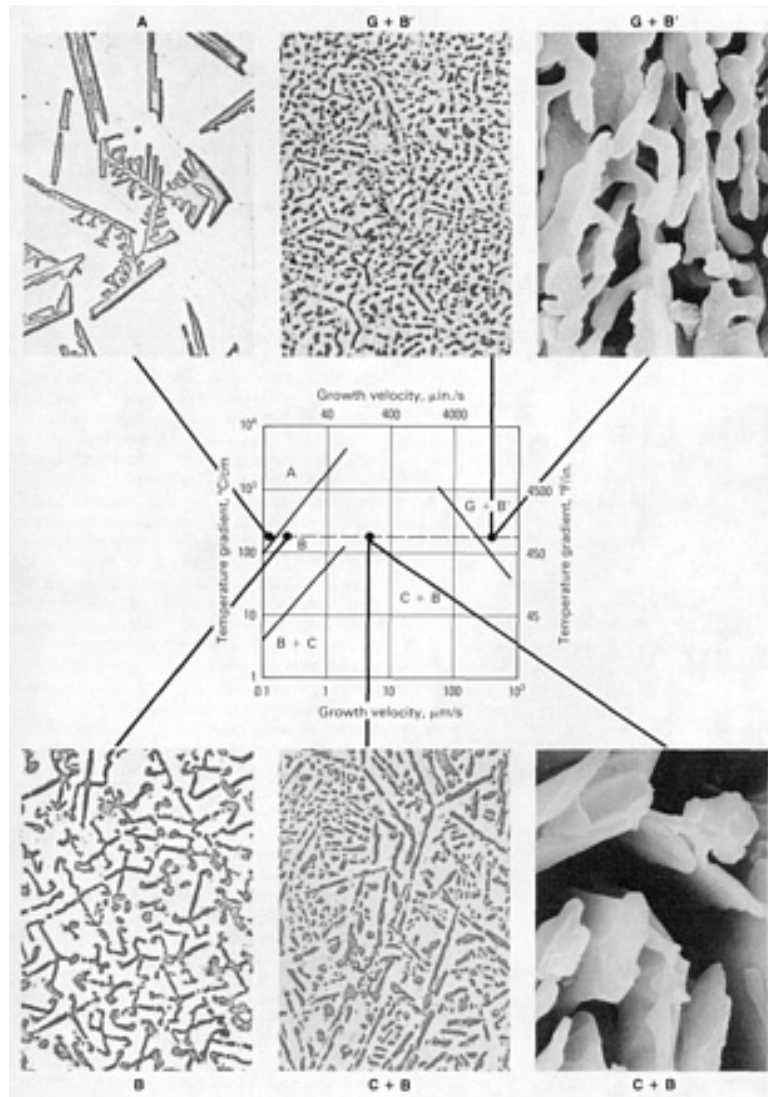 A
G + B'
G + B'
Growth velocity, μin./s
40
400
4000
10⁴
10³
100
10
1
Temperature gradient, °C/cm
A
G + B'
B
C + B
B + C
4500
450
45
Temperature gradient, °F/in.
0.1
1
10
100
10³
Growth velocity, μm/s
B
C + B
C + B